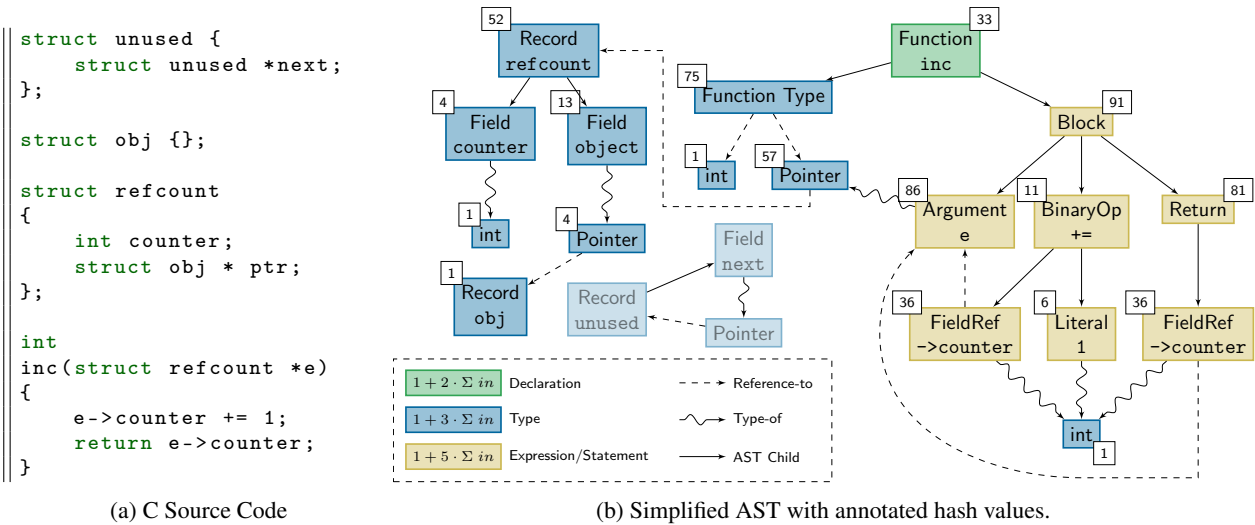 struct unused {
    struct unused *next;
};
struct obj {};
struct refcount
{
    int counter;
    struct obj * ptr;
};
int
inc(struct refcount *e)
{
    e->counter += 1;
    return e->counter;
}
(a) C Source Code
52
Record
refcount
33
Function
inc
75
Function Type
4
Field
counter
13
Field
object
91
Block
1
int
57
Pointer
86
Argument
e
11
BinaryOp
+=
81
Return
1
int
4
Pointer
Field
next
1
Record
obj
Record
unused
Pointer
36
FieldRef
->counter
6
Literal
1
36
FieldRef
->counter
int
1
1 + 2 · Σ in Declaration
1 + 3 · Σ in Type
1 + 5 · Σ in Expression/Statement
Reference-to
Type-of
AST Child
(b) Simplified AST with annotated hash values.